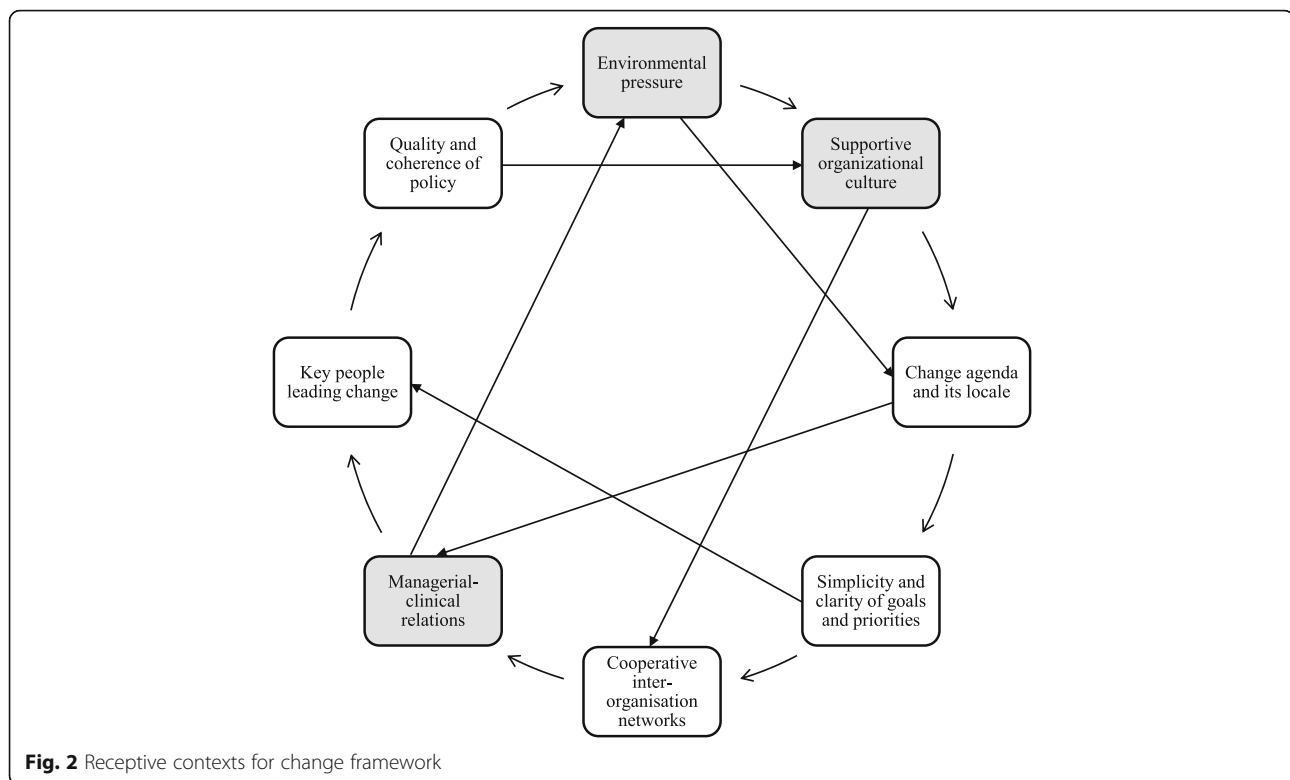 Environmental
pressure
Supportive
organizational
culture
Change agenda
and its locale
Simplicity and
clarity of goals
and priorities
Cooperative
inter-
organisation
networks
Managerial-
clinical
relations
Key people
leading change
Quality and
coherence of
policy
Fig. 2 Receptive contexts for change framework